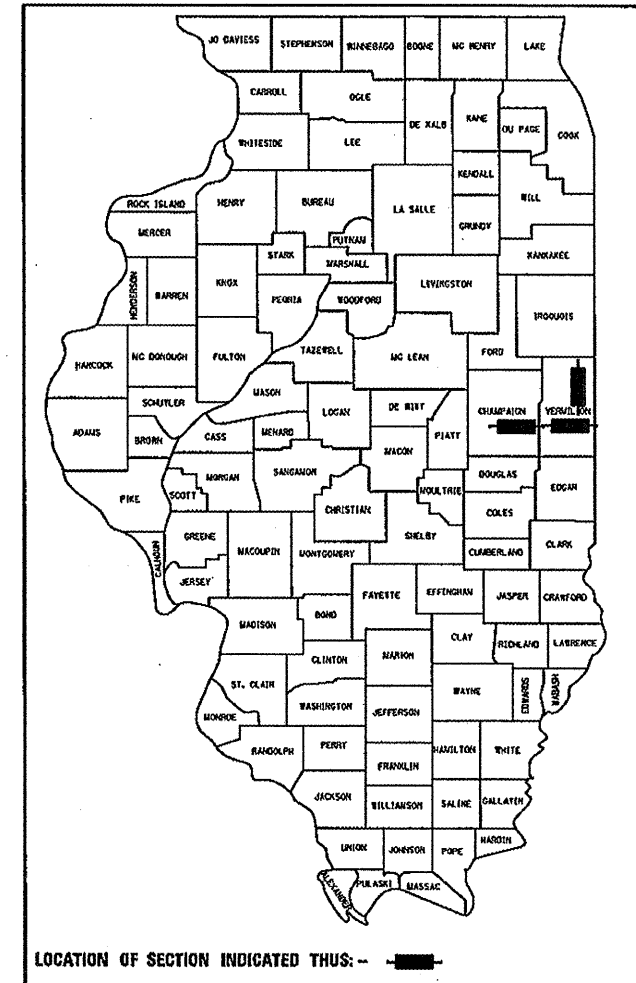 JO DAVIESS STEPHENSON WINNEBAGO BOONE MC HENRY LAKE
CARROLL OGLE DE KALB KANE DU PAGE COOK
WHITESIDE LEE KENDALL WILL
ROCK ISLAND HENRY BUREAU LA SALLE GRUNDY
MERCER PUTNAM
STARK MARSHALL KANKAKEE
HENDERSON WARREN KNOX PEORIA WOODFORD LIVINGSTON IROQUOIS
HANCOCK MC DONOUGH FULTON TAZEWELL MC LEAN FORD
SCHUYLER MASON LOGAN DE WITT CHAMPAIGN VERMILION
ADAMS BROWN CASS MENARD PIATT
MACON
PIKE SCOTT MORGAN SANGAMON MOULTRIE DOUGLAS EDGAR
CHRISTIAN COLES
CALHOUN GREENE MACOUPIN MONTGOMERY SHELBY CUMBERLAND CLARK
JERSEY
FAYETTE EFFINGHAM JASPER CRAWFORD
MADISON BOND
CLAY RICHLAND LAWRENCE
CLINTON MARION
ST. CLAIR WAYNE EDWARDS WABASH
MONROE WASHINGTON JEFFERSON
RANDOLPH PERRY HAMILTON WHITE
FRANKLIN
JACKSON WILLIAMSON SALINE GALLATIN
UNION JOHNSON POPE HARDIN
ALEXANDER PULASKI MASSAC
LOCATION OF SECTION INDICATED THUS: -